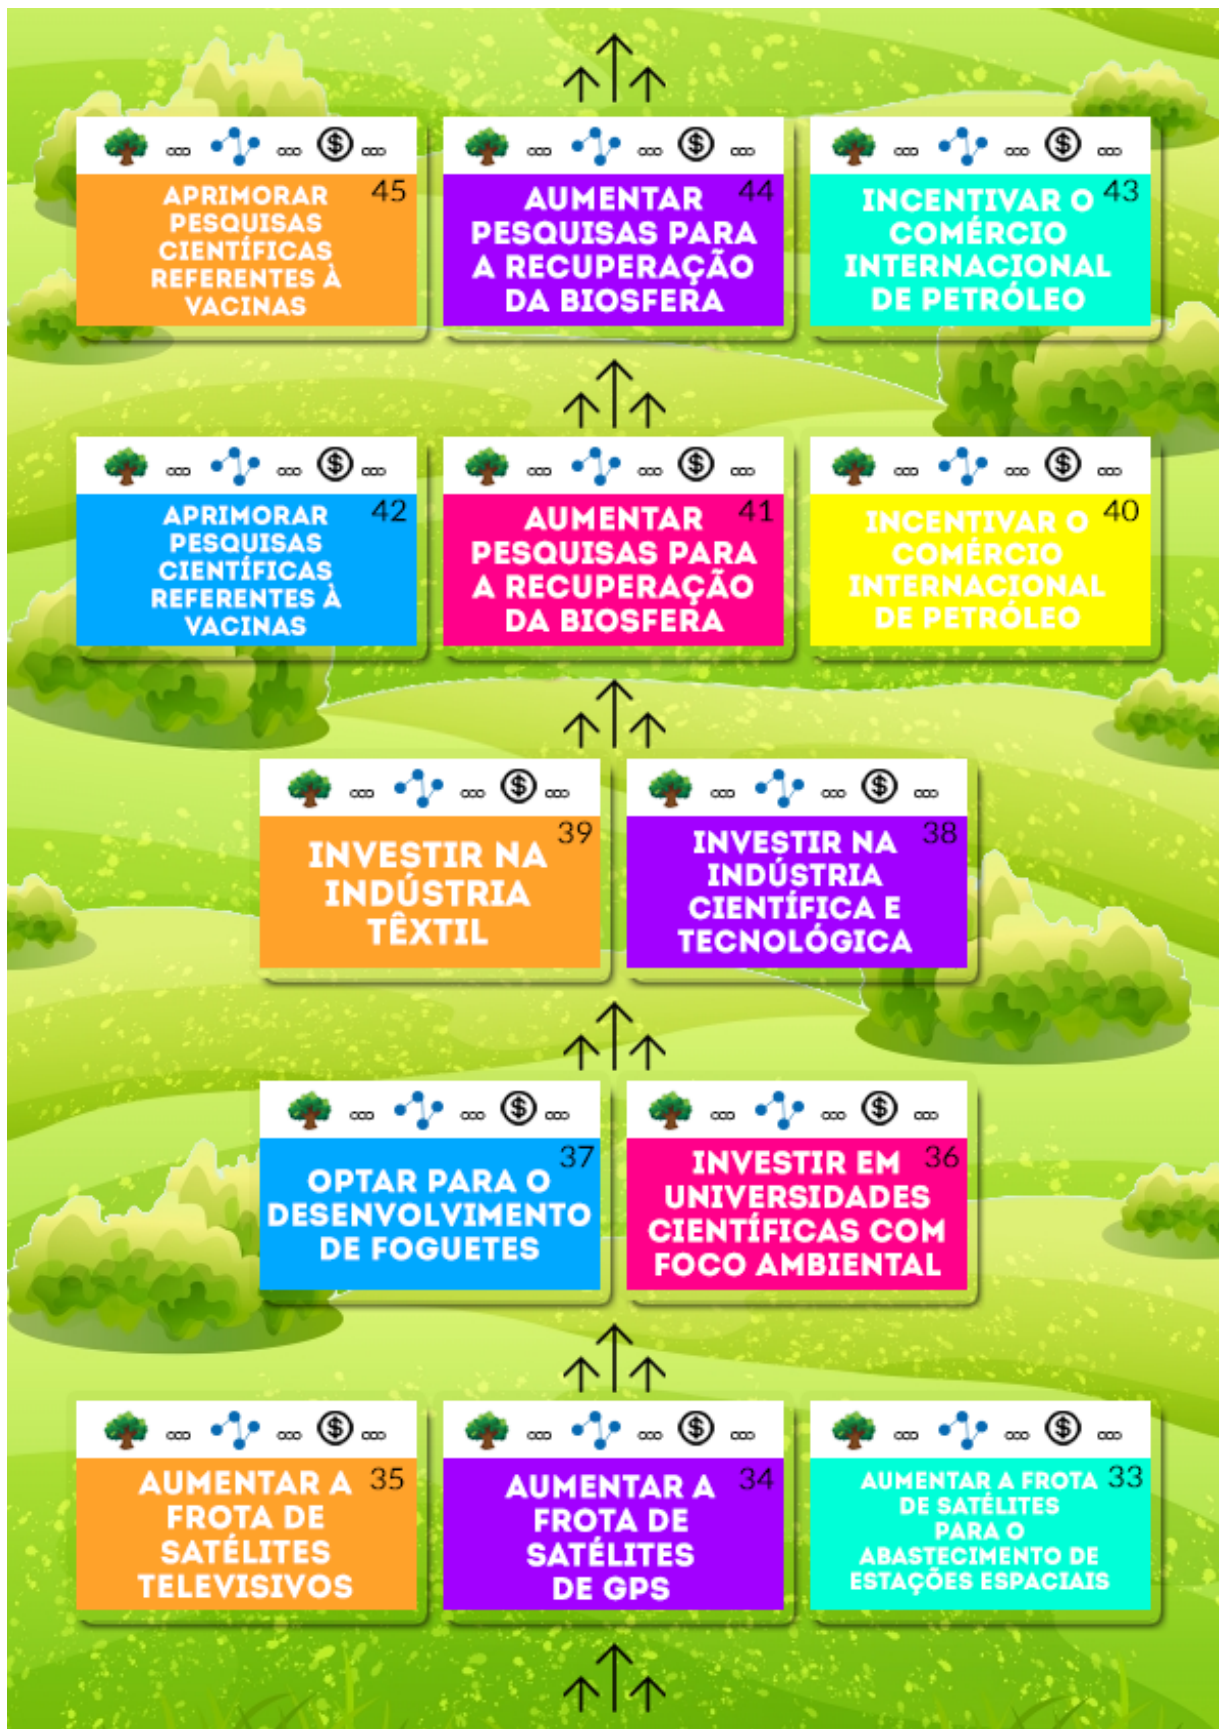 45
APRIMORAR
PESQUISAS
CIENTÍFICAS
REFERENTES À
VACINAS
44
AUMENTAR
PESQUISAS PARA
A RECUPERAÇÃO
DA BIOSFERA
43
INCENTIVAR O
COMÉRCIO
INTERNACIONAL
DE PETRÓLEO
42
APRIMORAR
PESQUISAS
CIENTÍFICAS
REFERENTES À
VACINAS
41
AUMENTAR
PESQUISAS PARA
A RECUPERAÇÃO
DA BIOSFERA
40
INCENTIVAR O
COMÉRCIO
INTERNACIONAL
DE PETRÓLEO
39
INVESTIR NA
INDÚSTRIA
TÊXTIL
38
INVESTIR NA
INDÚSTRIA
CIENTÍFICA E
TECNOLÓGICA
37
OPTAR PARA O
DESENVOLVIMENTO
DE FOGUETES
36
INVESTIR EM
UNIVERSIDADES
CIENTÍFICAS COM
FOCO AMBIENTAL
35
AUMENTAR A
FROTA DE
SATÉLITES
TELEVISIVOS
34
AUMENTAR A
FROTA DE
SATÉLITES
DE GPS
33
AUMENTAR A FROTA
DE SATÉLITES
PARA O
ABASTECIMENTO DE
ESTAÇÕES ESPACIAIS